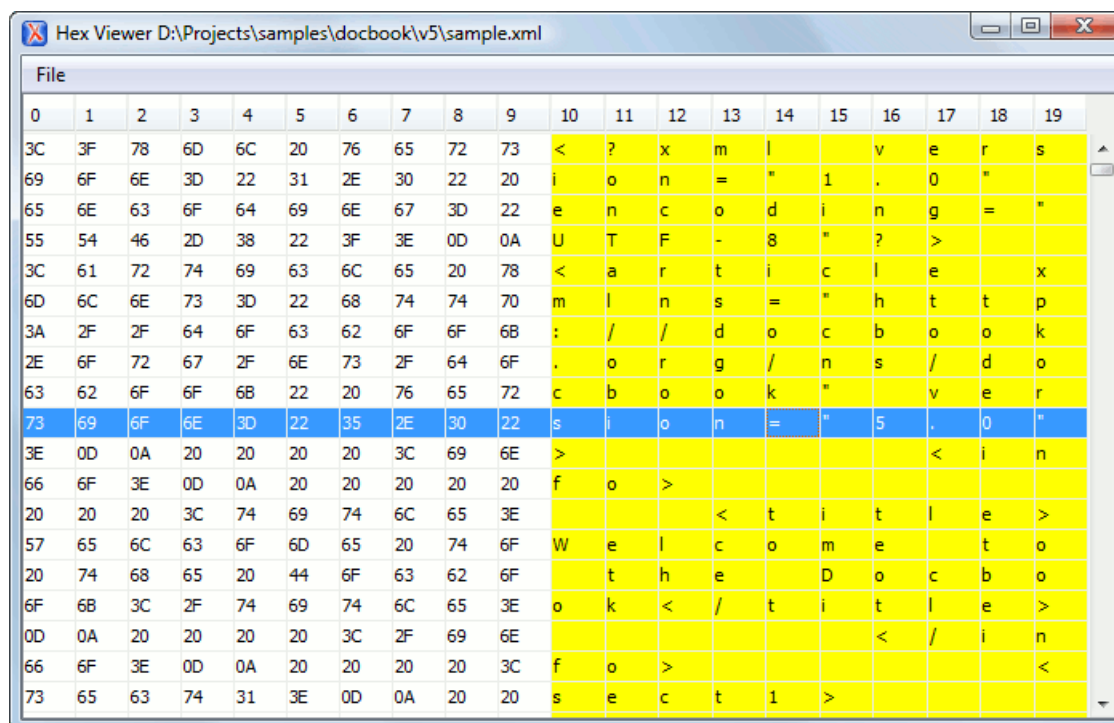 Hex Viewer D:\Projects\samples\docbook\v5\sample.xml
File
0 1 2 3 4 5 6 7 8 9 10 11 12 13 14 15 16 17 18 19
3C 3F 78 6D 6C 20 76 65 72 73 < ? x m l v e r s
69 6F 6E 3D 22 31 2E 30 22 20 i o n = " 1 . 0 "
65 6E 63 6F 64 69 6E 67 3D 22 e n c o d i n g = "
55 54 46 2D 38 22 3F 3E 0D 0A U T F - 8 " ? >
3C 61 72 74 69 63 6C 65 20 78 < a r t i c l e x
6D 6C 6E 73 3D 22 68 74 74 70 m l n s = " h t t p
3A 2F 2F 64 6F 63 62 6F 6F 6B : / / d o c b o o k
2E 6F 72 67 2F 6E 73 2F 64 6F . o r g / n s / d o
63 62 6F 6F 6B 22 20 76 65 72 c b o o k " v e r
73 69 6F 6E 3D 22 35 2E 30 22 s i o n = " 5 . 0 "
3E 0D 0A 20 20 20 20 3C 69 6E > < i n
66 6F 3E 0D 0A 20 20 20 20 20 f o >
20 20 20 3C 74 69 74 6C 65 3E < t i t l e >
57 65 6C 63 6F 6D 65 20 74 6F W e l c o m e t o
20 74 68 65 20 44 6F 63 62 6F t h e D o c b o
6F 6B 3C 2F 74 69 74 6C 65 3E o k < / t i t l e >
0D 0A 20 20 20 20 3C 2F 69 6E < / i n
66 6F 3E 0D 0A 20 20 20 20 3C f o > <
73 65 63 74 31 3E 0D 0A 20 20 s e c t 1 >